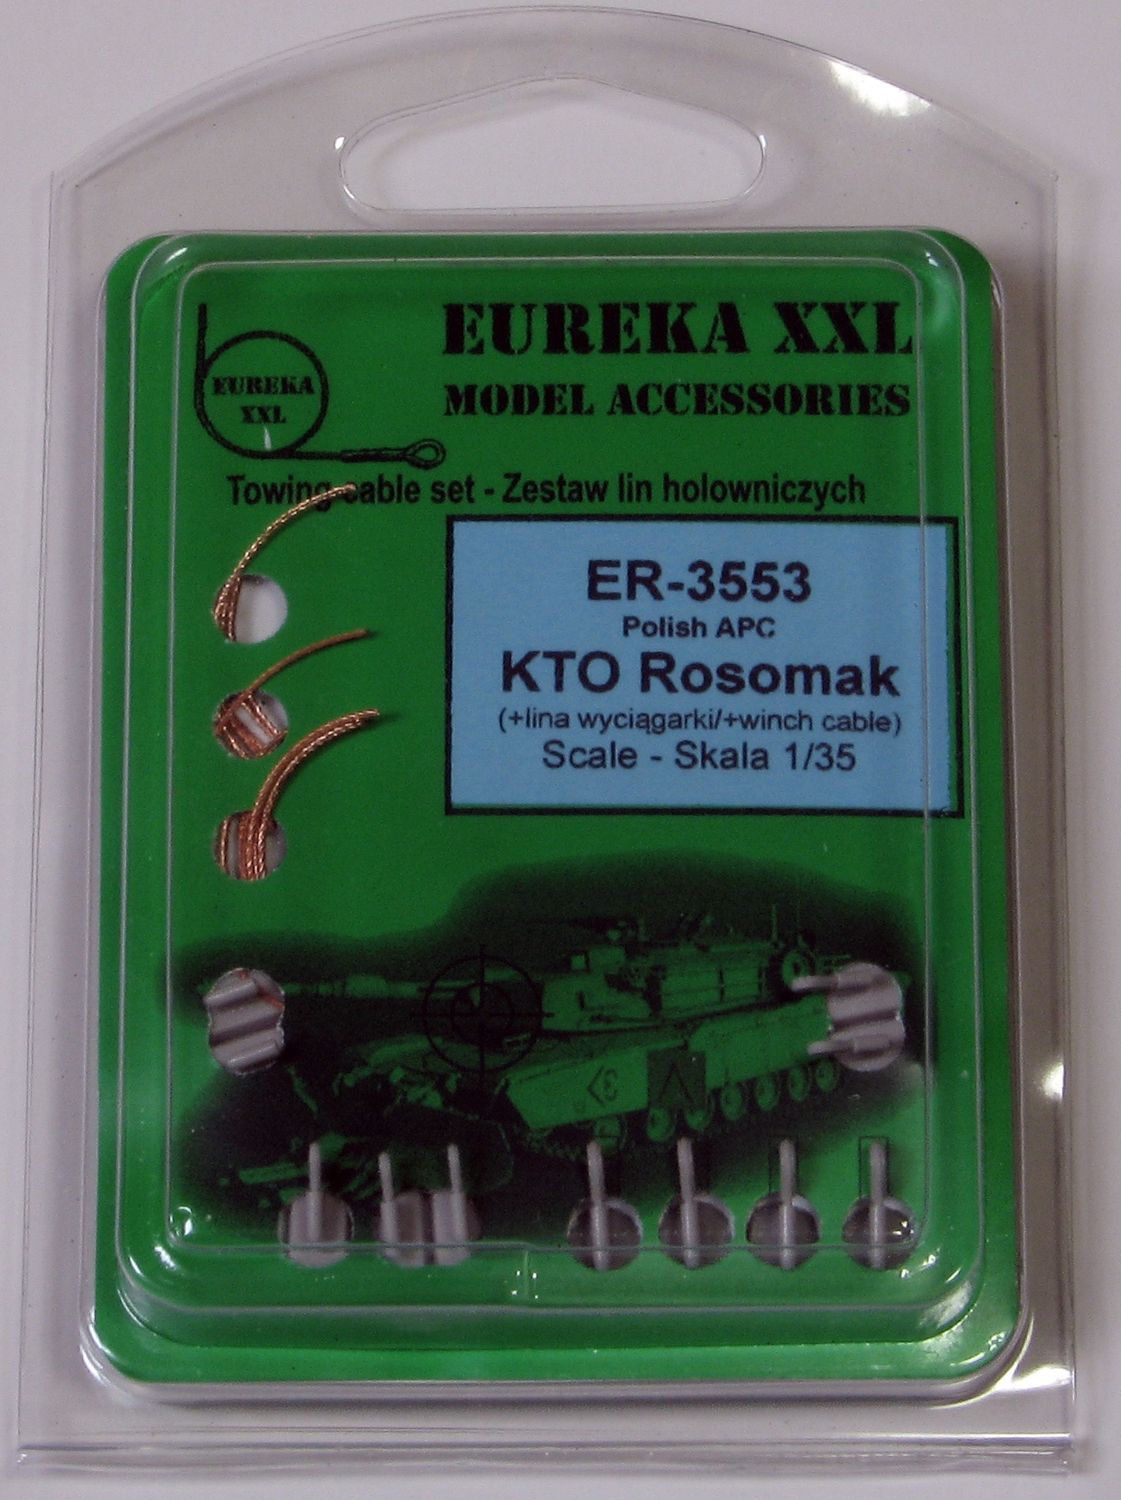 EUREKA XXL
MODEL ACCESSORIES
EUREKA
XXL
Towing cable set - Zestaw lin holowniczych
ER-3553
Polish APC
KTO Rosomak
(+lina wyciągarki/+winch cable)
Scale - Skala 1/35
3